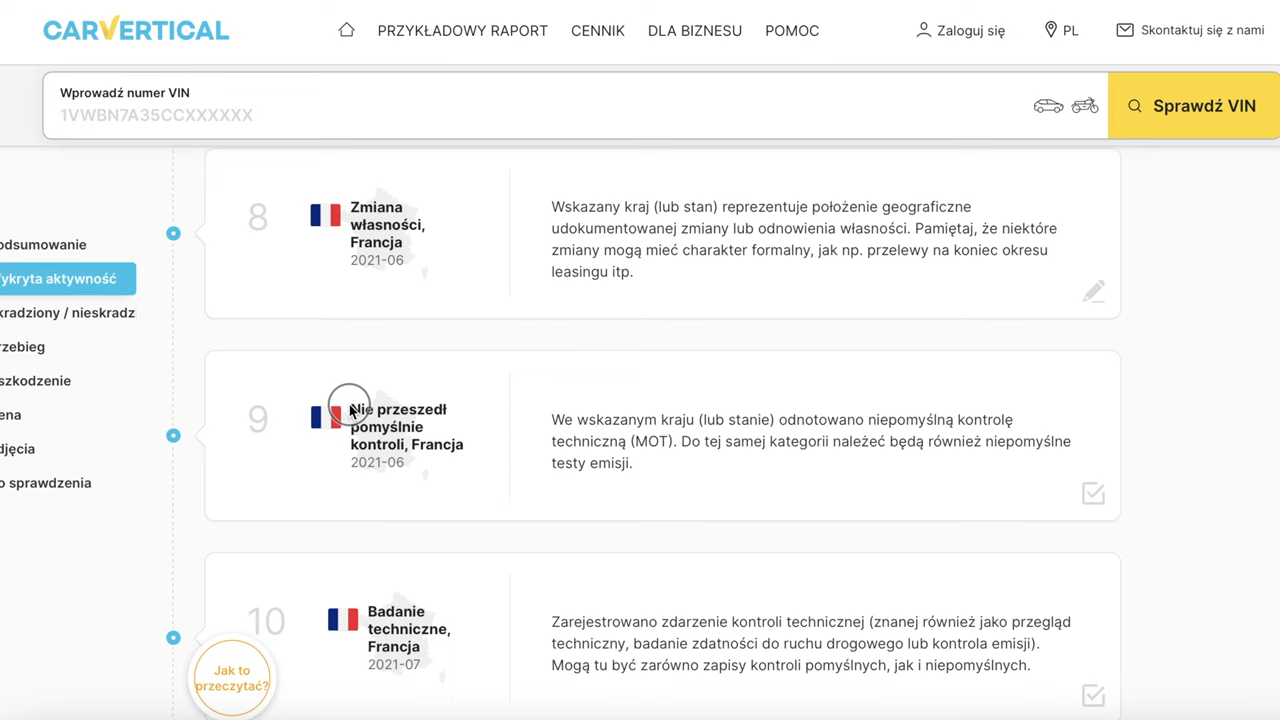 CARVERTICAL
PRZYKŁADOWY RAPORT
CENNIK
DLA BIZNESU
POMOC
Zaloguj się
PL
Skontaktuj się z nami
Wprowadź numer VIN
1VWBN7A35CCXXXXXX
Sprawdź VIN
odsumowanie
ykryta aktywność
kradziony / nieskradz
rzebieg
szkodzenie
ena
djęcia
o sprawdzenia
8
Zmiana
własności,
Francja
2021-06
Wskazany kraj (lub stan) reprezentuje położenie geograficzne
udokumentowanej zmiany lub odnowienia własności. Pamiętaj, że niektóre
zmiany mogą mieć charakter formalny, jak np. przelewy na koniec okresu
leasingu itp.
9
Nie przeszedł
pomyślnie
kontroli, Francja
2021-06
We wskazanym kraju (lub stanie) odnotowano niepomyślną kontrolę
techniczną (MOT). Do tej samej kategorii należeć będą również niepomyślne
testy emisji.
10
Badanie
techniczne,
Francja
2021-07
Zarejestrowano zdarzenie kontroli technicznej (znanej również jako przegląd
techniczny, badanie zdatności do ruchu drogowego lub kontrola emisji).
Mogą tu być zarówno zapisy kontroli pomyślnych, jak i niepomyślnych.
Jak to
przeczytać?